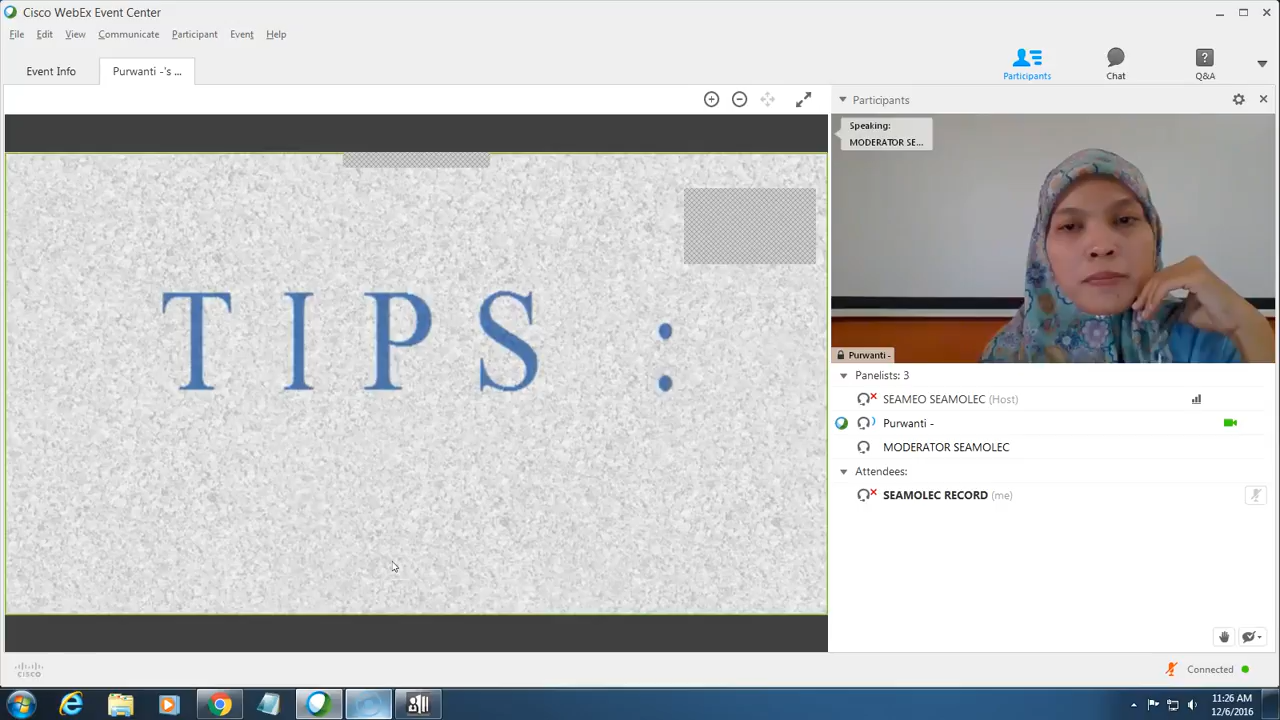 Cisco WebEx Event Center
File Edit View Communicate Participant Event Help
Event Info
Purwanti -'s ...
Participants
Chat
Q&A
Participants
Speaking:
MODERATOR SE...
TIPS :
Purwanti -
Panelists: 3
SEAMEO SEAMOLEC (Host)
Purwanti -
MODERATOR SEAMOLEC
Attendees:
SEAMOLEC RECORD (me)
cisco
Connected
11:26 AM
12/6/2016